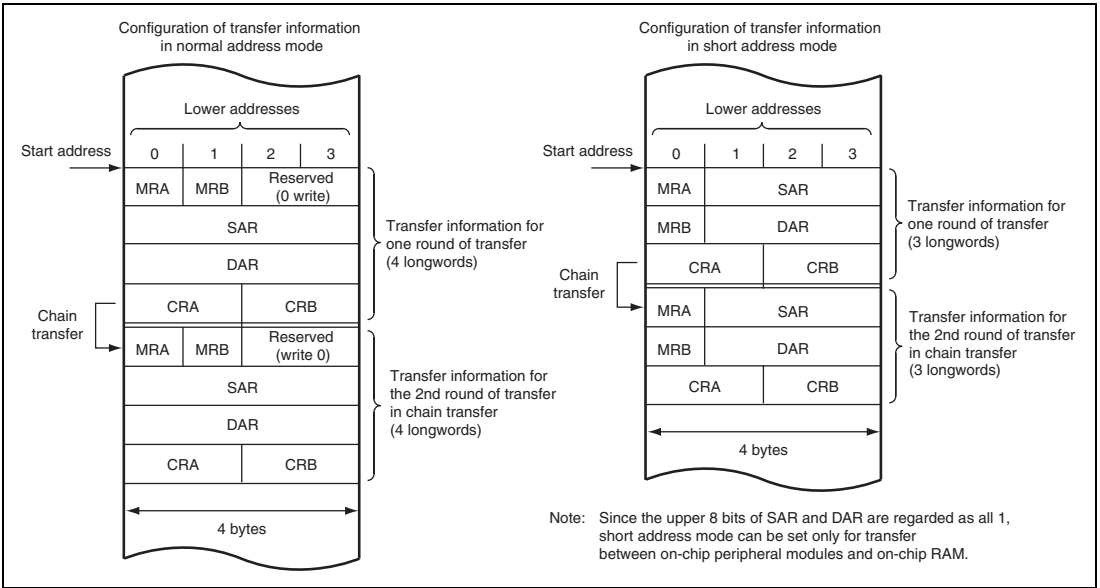 Configuration of transfer information
in normal address mode
Lower addresses
Start address
0 1 2 3
MRA MRB Reserved
(0 write)
SAR
DAR
CRA CRB
Transfer information for
one round of transfer
(4 longwords)
Chain
transfer
MRA MRB Reserved
(write 0)
SAR
DAR
CRA CRB
Transfer information for
the 2nd round of transfer
in chain transfer
(4 longwords)
4 bytes
Configuration of transfer information
in short address mode
Lower addresses
Start address
0 1 2 3
MRA SAR
MRB DAR
CRA CRB
Transfer information for
one round of transfer
(3 longwords)
Chain
transfer
MRA SAR
MRB DAR
CRA CRB
Transfer information for
the 2nd round of transfer
in chain transfer
(3 longwords)
4 bytes
Note: Since the upper 8 bits of SAR and DAR are regarded as all 1,
short address mode can be set only for transfer
between on-chip peripheral modules and on-chip RAM.